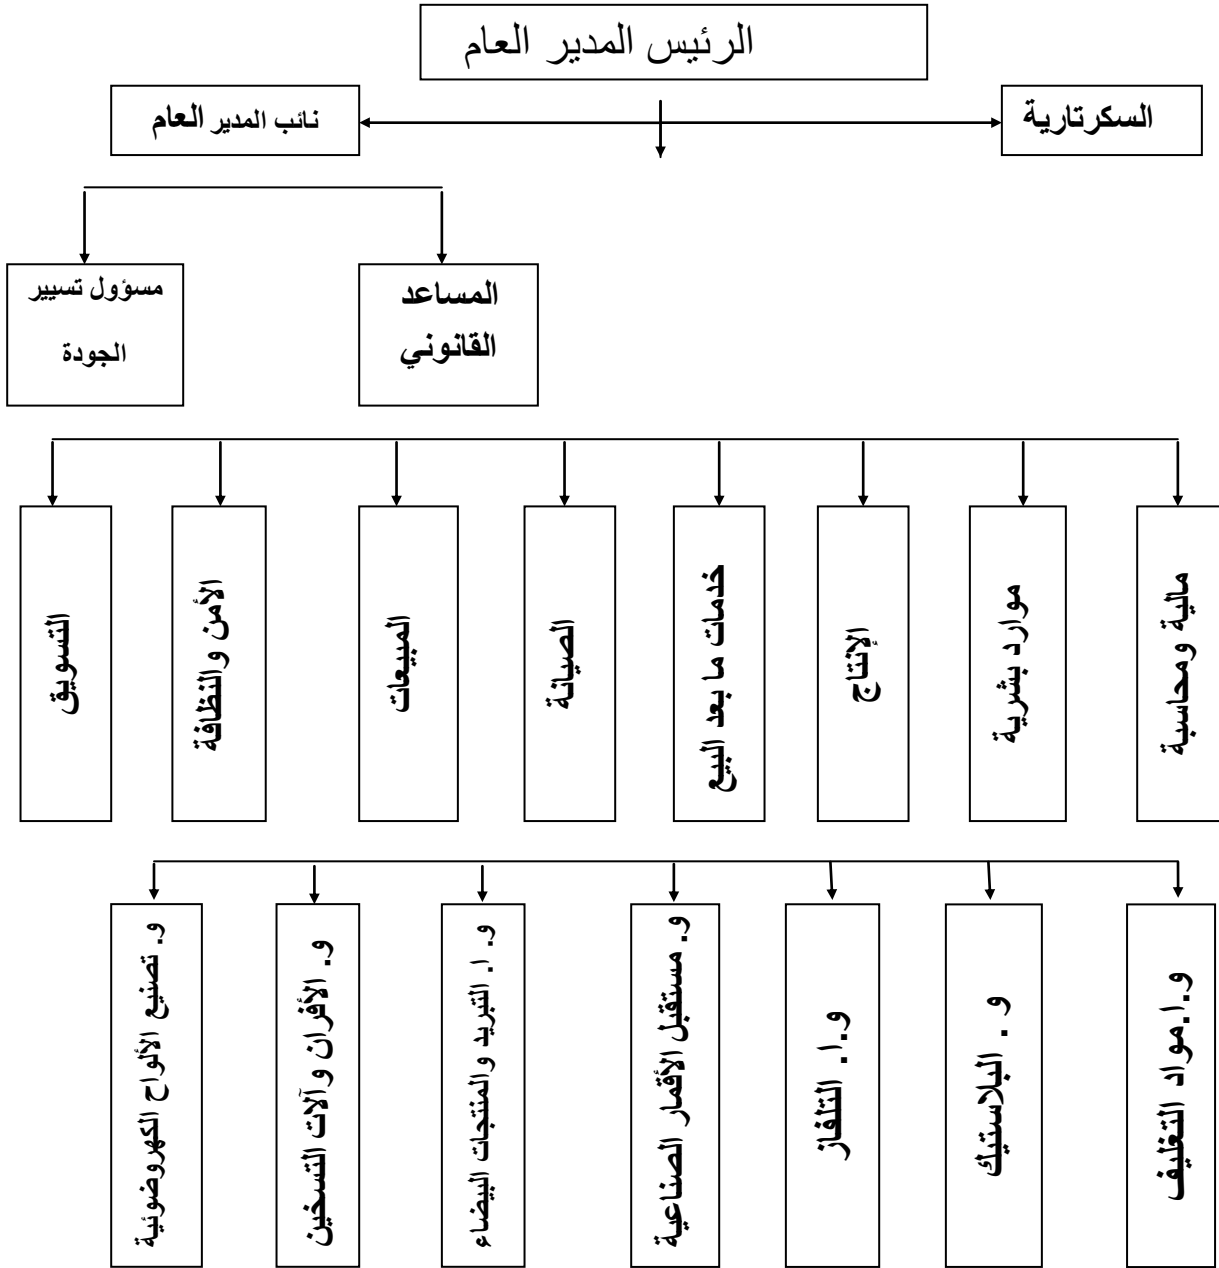 الرئيس المدير العام
السكرتارية
نائب المدير العام
المساعد
القانوني
مسؤول تسيير
الجودة
مالية ومحاسبة
موارد بشرية
الإنتاج
خدمات ما بعد البيع
الصيانة
المبيعات
الأمن والنظافة
التسويق
و.ا.مواد التغليف
و . البلاستيك
و.ا. التلفاز
و. مستقبل الأقمار الصناعية
و. ا. التبريد والمنتجات البيضاء
و. الأفران وآلات التسخين
و. تصنيع الألواح الكهروضوئية